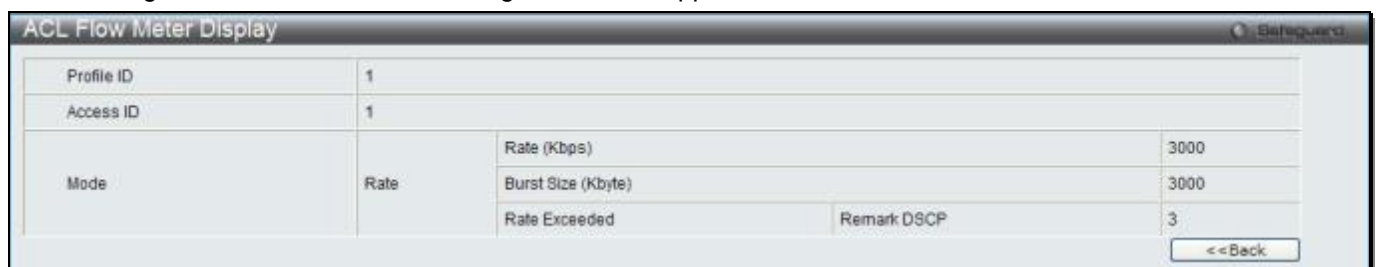 ACL Flow Meter Display
Safeguard
Profile ID 1
Access ID 1
Mode Rate Rate (Kbps) 3000
Burst Size (Kbyte) 3000
Rate Exceeded Remark DSCP 3
<<Back